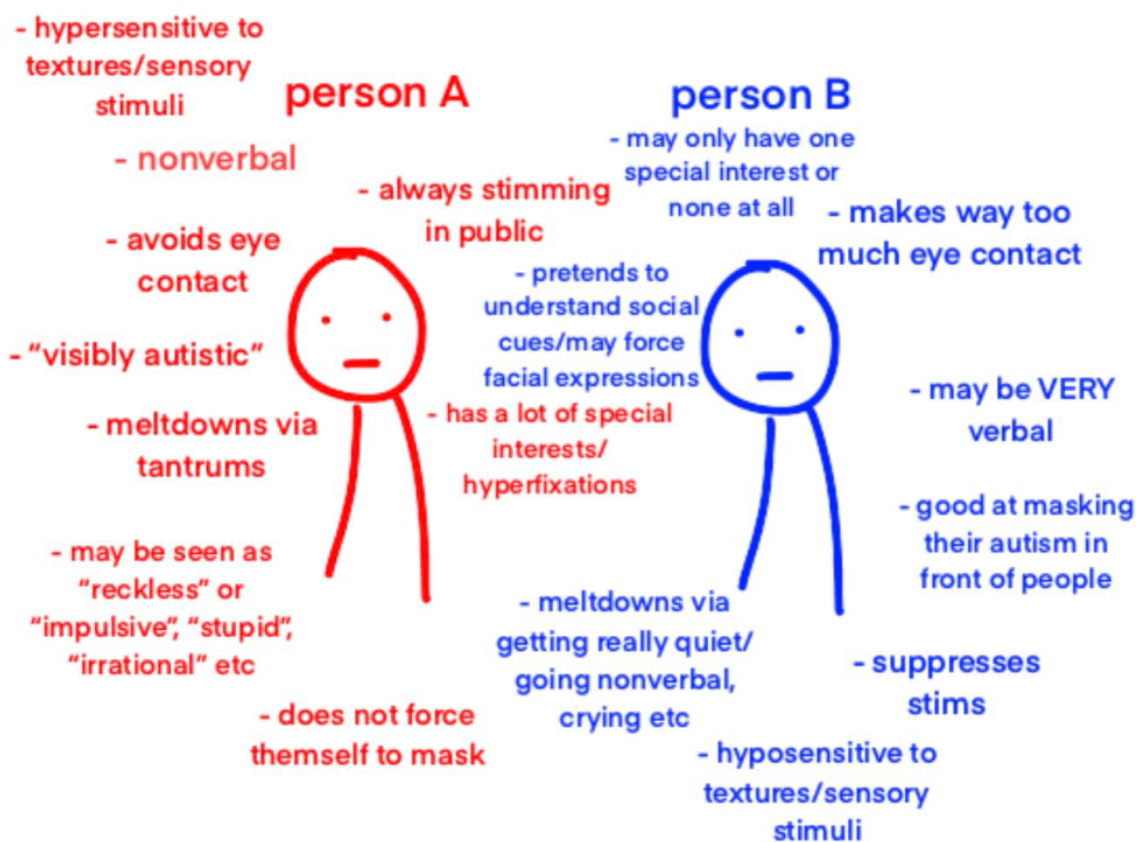 - hypersensitive to
textures/sensory
stimuli
person A
- nonverbal
- always stimming
in public
- avoids eye
contact
- “visibly autistic”
- meltdowns via
tantrums
- has a lot of special
interests/
hyperfixations
- may be seen as
“reckless” or
“impulsive”, “stupid”,
“irrational” etc
- does not force
themself to mask
person B
- may only have one
special interest or
none at all
- makes way too
much eye contact
- pretends to
understand social
cues/may force
facial expressions
- may be VERY
verbal
- good at masking
their autism in
front of people
- meltdowns via
getting really quiet/
going nonverbal,
crying etc
- suppresses
stims
- hyposensitive to
textures/sensory
stimuli